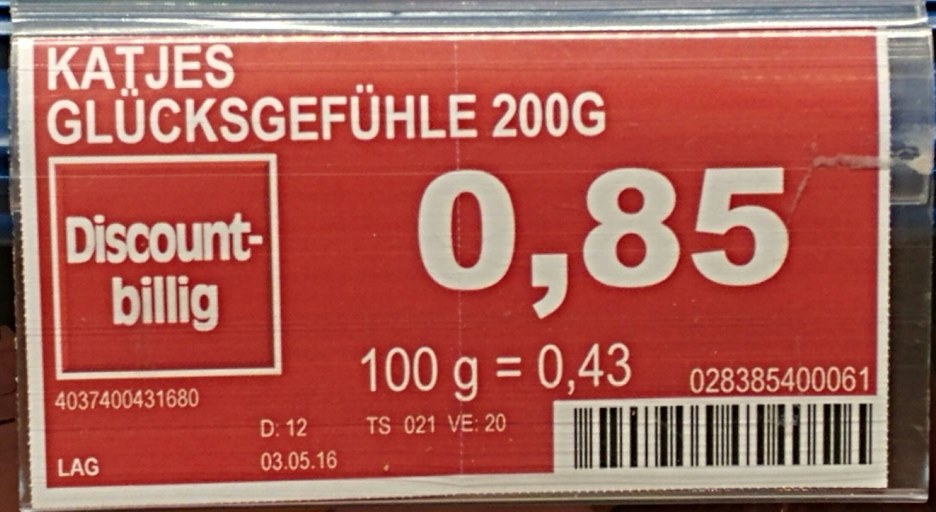 KATJES
GLÜCKSGEFÜHLE 200G
Discount-
billig
0,85
100 g = 0,43
028385400061
4037400431680
D: 12 TS 021 VE: 20
LAG 03.05.16